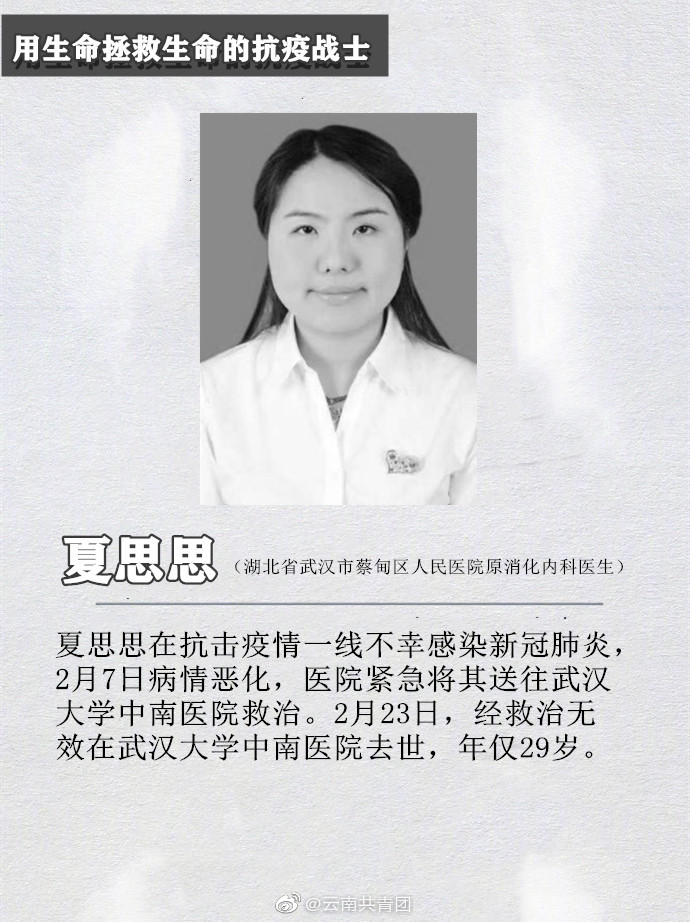 用生命拯救生命的抗疫战士
夏思思（湖北省武汉市蔡甸区人民医院原消化内科医生）
夏思思在抗击疫情一线不幸感染新冠肺炎，
2月7日病情恶化，医院紧急将其送往武汉
大学中南医院救治。2月23日，经救治无
效在武汉大学中南医院去世，年仅29岁。
@云南共青团